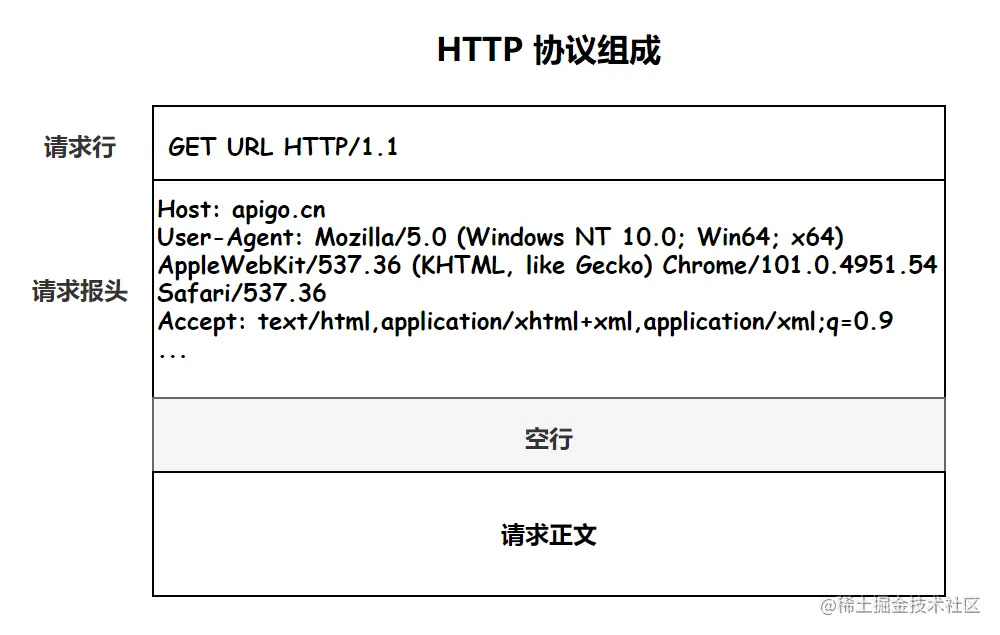 HTTP 协议组成
请求行
GET URL HTTP/1.1
请求报头
Host: apigo.cn
User-Agent: Mozilla/5.0 (Windows NT 10.0; Win64; x64)
AppleWebKit/537.36 (KHTML, like Gecko) Chrome/101.0.4951.54
Safari/537.36
Accept: text/html,application/xhtml+xml,application/xml;q=0.9
...
空行
请求正文
@稀土掘金技术社区